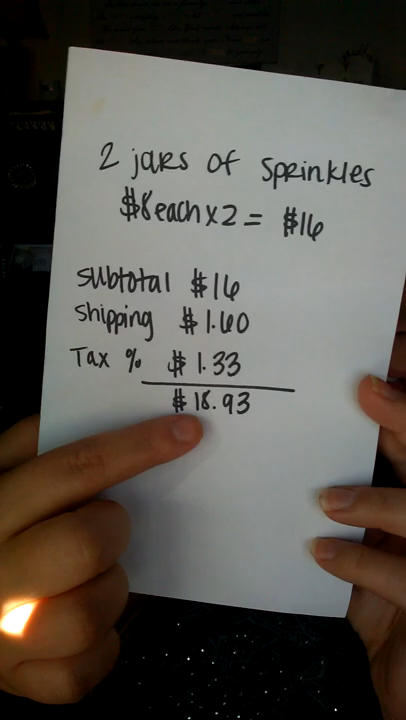 2 jars of sprinkles
$8 each x 2 = $16
subtotal $16
shipping $1.60
Tax % $1.33
$18.93